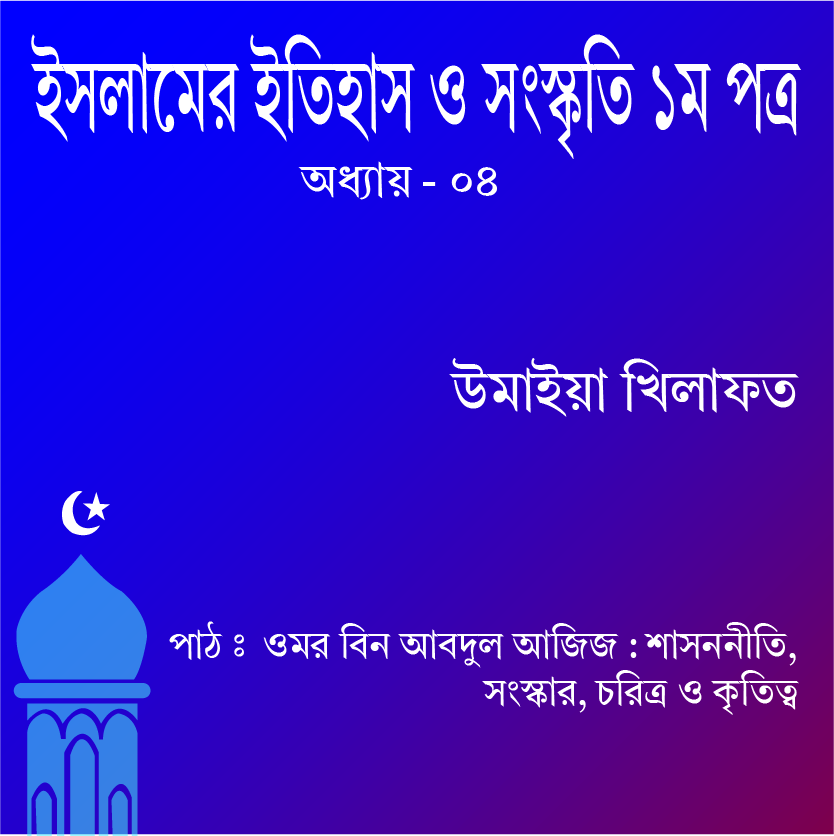 ইসলামের ইতিহাস ও সংস্কৃতি ১ম পত্র
অধ্যায় - ০৪
উমাইয়া খিলাফত
পাঠ ঃ ওমর বিন আবদুল আজিজ : শাসননীতি,
সংস্কার, চরিত্র ও কৃতিত্ব